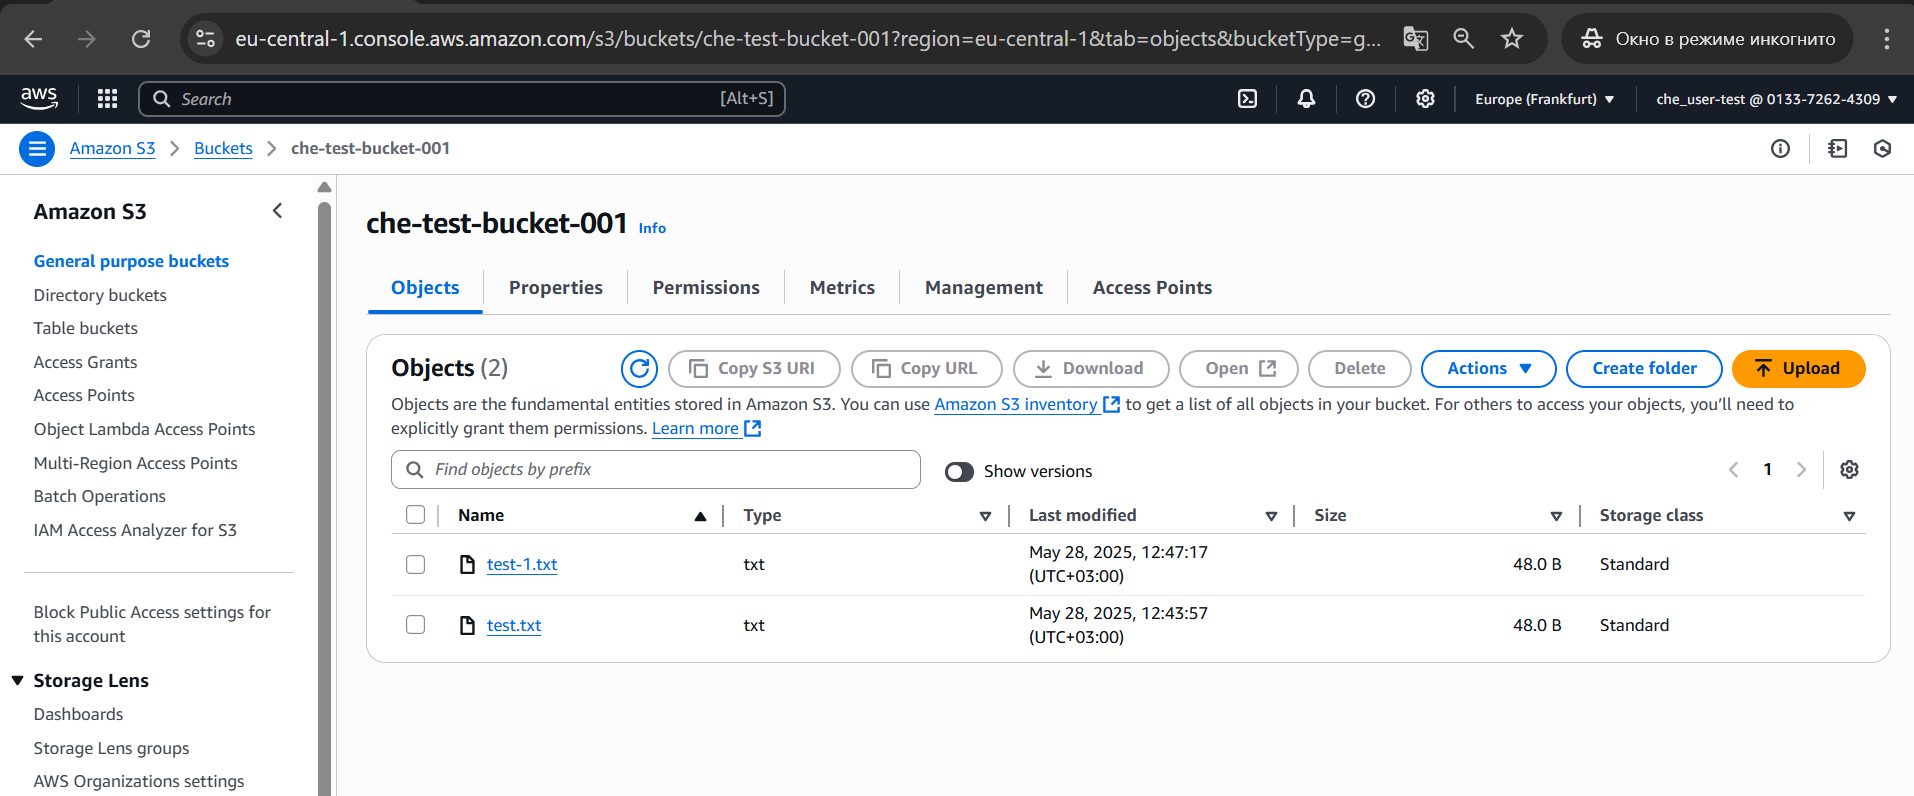 eu-central-1.console.aws.amazon.com/s3/buckets/che-test-bucket-001?region=eu-central-1&tab=objects&bucketType=g...
Окно в режиме инкогнито
aws
Search
[Alt+S]
Europe (Frankfurt)
che_user-test @ 0133-7262-4309
Amazon S3
Buckets
che-test-bucket-001
Amazon S3
General purpose buckets
Directory buckets
Table buckets
Access Grants
Access Points
Object Lambda Access Points
Multi-Region Access Points
Batch Operations
IAM Access Analyzer for S3
Block Public Access settings for
this account
Storage Lens
Dashboards
Storage Lens groups
AWS Organizations settings
che-test-bucket-001 Info
Objects
Properties
Permissions
Metrics
Management
Access Points
Objects (2)
Copy S3 URI
Copy URL
Download
Open
Delete
Actions
Create folder
Upload
Objects are the fundamental entities stored in Amazon S3. You can use Amazon S3 inventory to get a list of all objects in your bucket. For others to access your objects, you’ll need to
explicitly grant them permissions. Learn more
Find objects by prefix
Show versions
1
Name
Type
Last modified
Size
Storage class
test-1.txt
txt
May 28, 2025, 12:47:17
(UTC+03:00)
48.0 B
Standard
test.txt
txt
May 28, 2025, 12:43:57
(UTC+03:00)
48.0 B
Standard